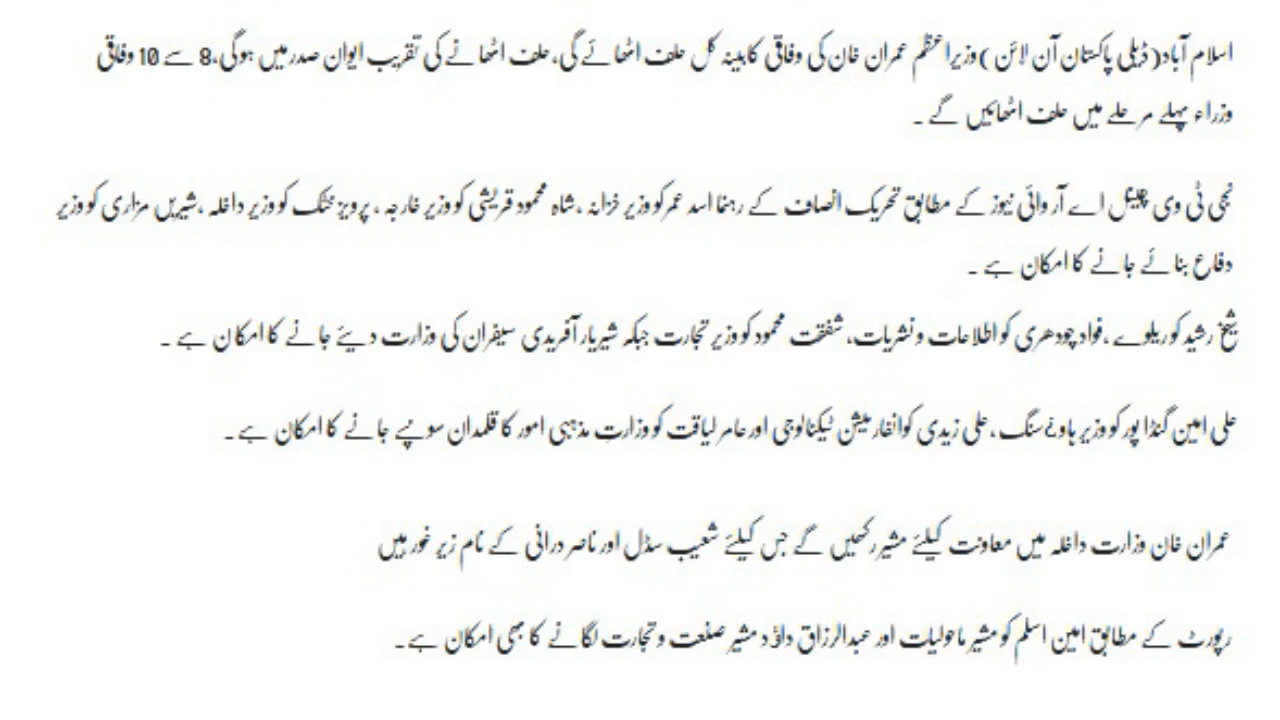 اسلام آباد(ڈیلی پاکستان آن لائن )وزیراعظم عمران خان کی وفاقی کابینہ کل حلف اٹھائے گی، حلف اٹھانے کی تقریب ایوان صدر میں ہوگی،8 سے 10 وفاقی
وزراء پہلے مرحلے میں حلف اٹھائیں گے ۔
نجی ٹی وی چینل اے آر وائی نیوز کے مطابق تحریک انصاف کے رہنما اسد عمر کو وزیر خزانہ ،شاہ محمود قریشی کو وزیر خارجہ ، پرویز خٹک کو وزیر داخلہ ،شیریں مزاری کو وزیر
دفاع بنائے جانے کا امکان ہے ۔
شیخ رشید کو ریلوے ،فواد چودھری کو اطلاعات و نشریات، شفقت محمود کو وزیر تجارت جبکہ شہریار آفریدی سیفران کی وزارت دیئے جانے کا امکان ہے ۔
علی امین گنڈا پور کو وزیر ہاوئسنگ ،علی زیدی کو انفارمیشن ٹیکنالوجی اور عامر لیاقت کو وزارت مذہبی امور کا قلمدان سونپے جانے کا امکان ہے ۔
عمران خان وزارت داخلہ میں معاونت کیلئے مشیر رکھیں گے جس کیلئے شعیب سڈل اور ناصر درانی کے نام زیر غور ہیں
رپورٹ کے مطابق امین اسلم کو مشیر ماحولیات اور عبدالرزاق داؤد مشیر صنعت و تجارت لگانے کا بھی امکان ہے ۔